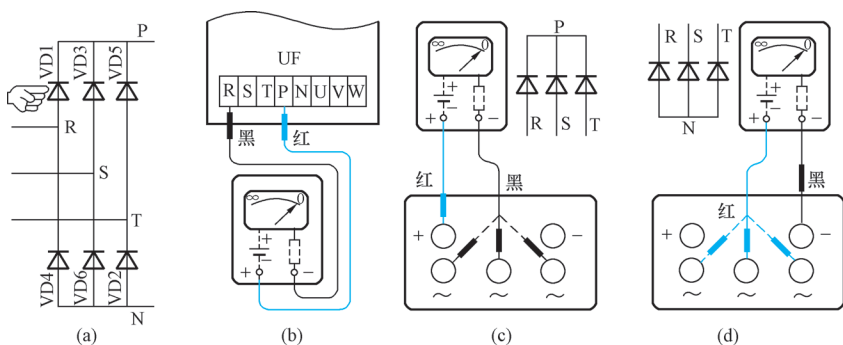 P
VD1
VD3
VD5
R
S
T
VD4
VD6
VD2
N
(a)
UF
R S T P N U V W
黑
红
∞ 0
+
−
+ −
(b)
∞ 0
+
−
+ −
P
R S T
红
黑
+ −
~ ~ ~
(c)
R S T
N
∞ 0
+
−
+ −
红
黑
+ −
~ ~ ~
(d)